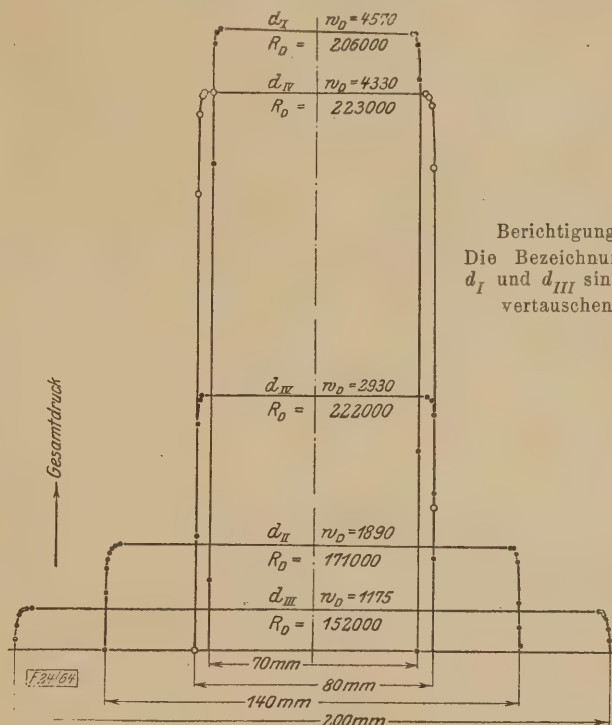 d_I w_D=4570
R_D= 206000
d_IV w_D=4330
R_D= 223000
Berichtigung
Die Bezeichnun
d_I und d_III sin
vertauschen
d_IV w_D=2930
R_D= 222000
Gesamtdruck
d_II w_D=1890
R_D= 171000
d_III w_D=1175
R_D= 152000
70mm
80mm
140mm
200mm